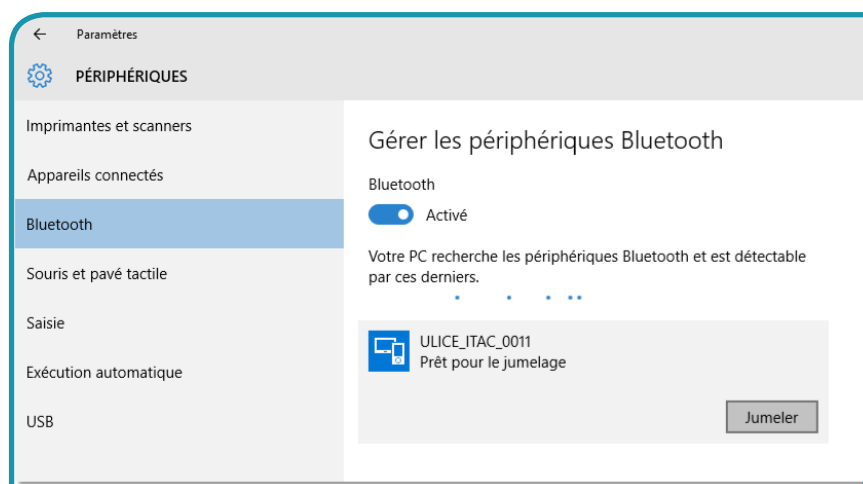 Paramètres
PÉRIPHÉRIQUES
Imprimantes et scanners
Appareils connectés
Bluetooth
Souris et pavé tactile
Saisie
Exécution automatique
USB
Gérer les périphériques Bluetooth
Bluetooth
Activé
Votre PC recherche les périphériques Bluetooth et est détectable
par ces derniers.
ULICE_ITAC_0011
Prêt pour le jumelage
Jumeler